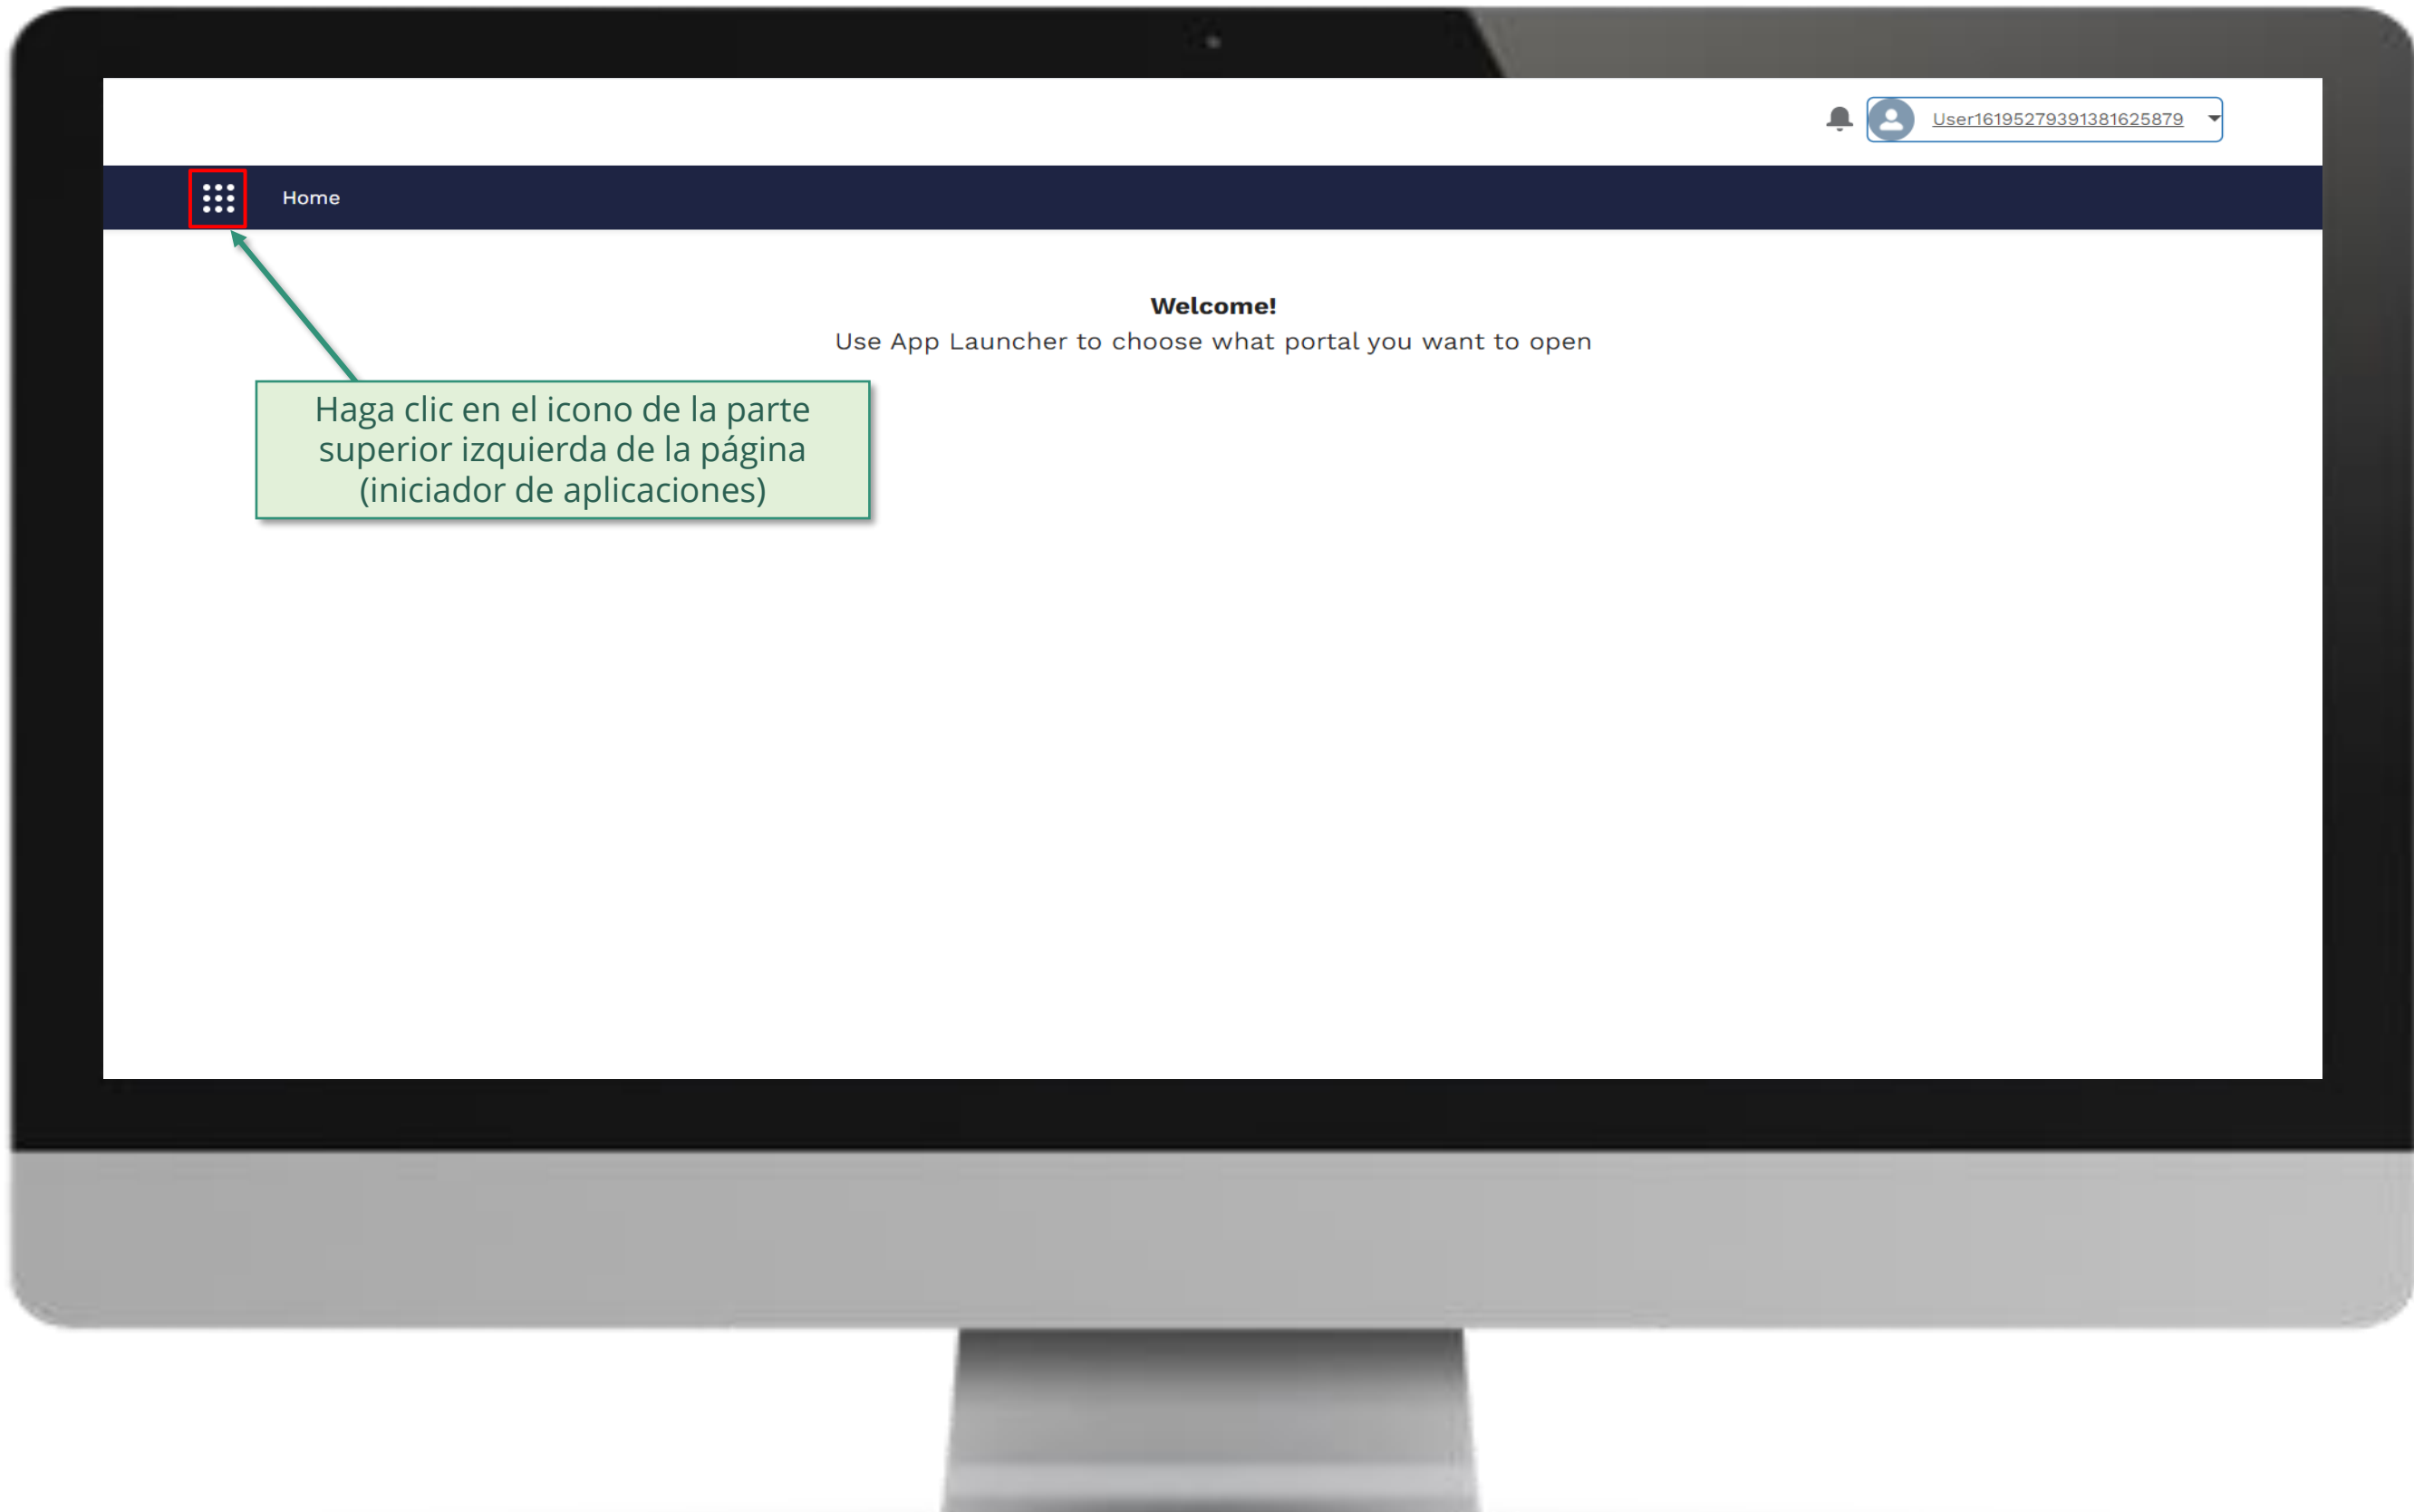 User16195279391381625879
Home
Welcome!
Use App Launcher to choose what portal you want to open
Haga clic en el icono de la parte
superior izquierda de la página
(iniciador de aplicaciones)